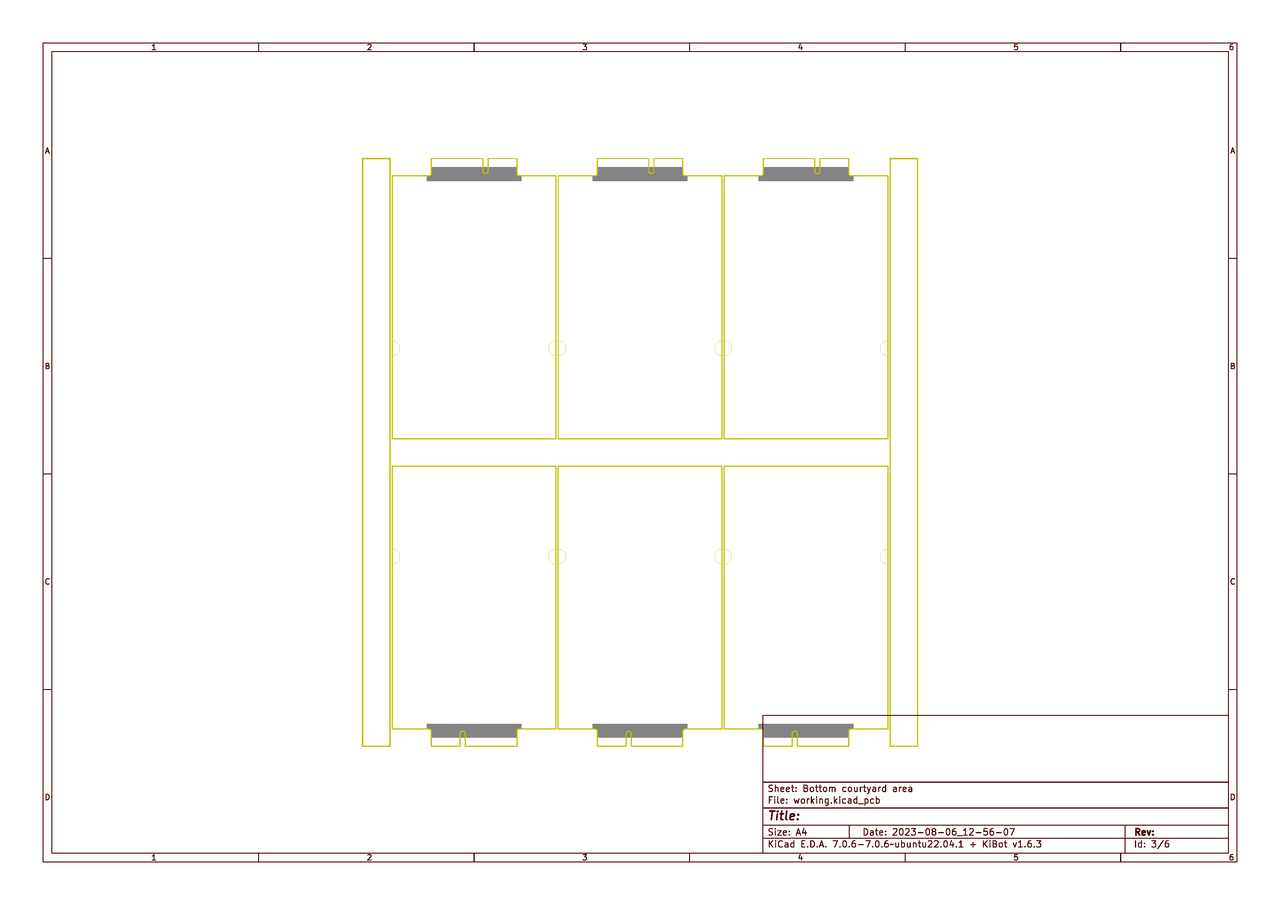 1 2 3 4 5 6
A A
B B
C C
D D
Sheet: Bottom courtyard area
File: working.kicad_pcb
Title:
Size: A4 Date: 2023-08-06_12-56-07 Rev:
KiCad E.D.A. 7.0.6-7.0.6~ubuntu22.04.1 + KiBot v1.6.3 Id: 3/6
1 2 3 4 5 6